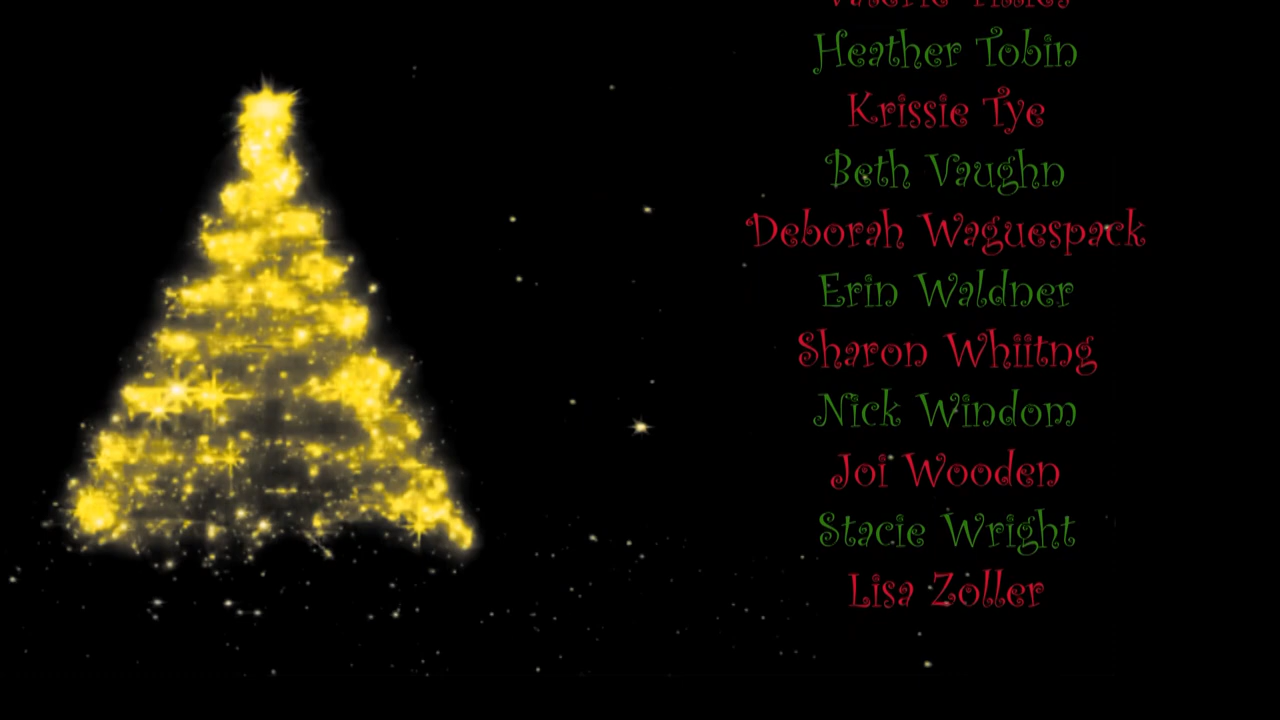 Heather Tobin
Krissie Tye
Beth Vaughn
Deborah Waguespack
Erin Waldner
Sharon Whiitng
Nick Windom
Joi Wooden
Stacie Wright
Lisa Zoller